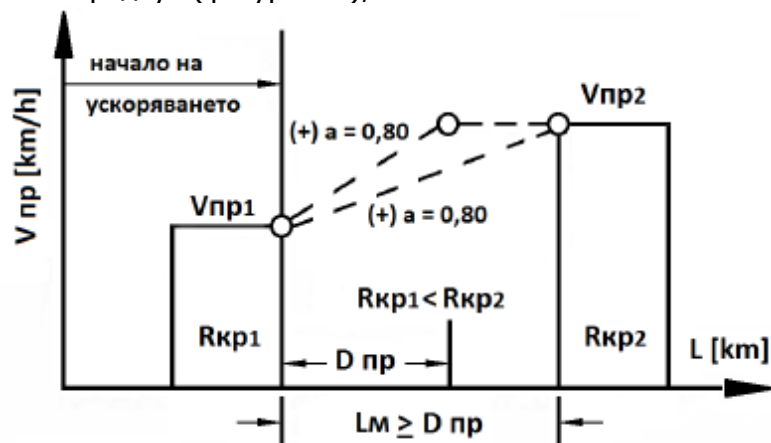 V пр [km/h]
начало на
ускоряването
(+) a = 0,80
Vпр2
Vпр1
(+) a = 0,80
Rкр1 < Rкр2
Rкр1
D пр
Rкр2
L [km]
Lм ≥ D пр